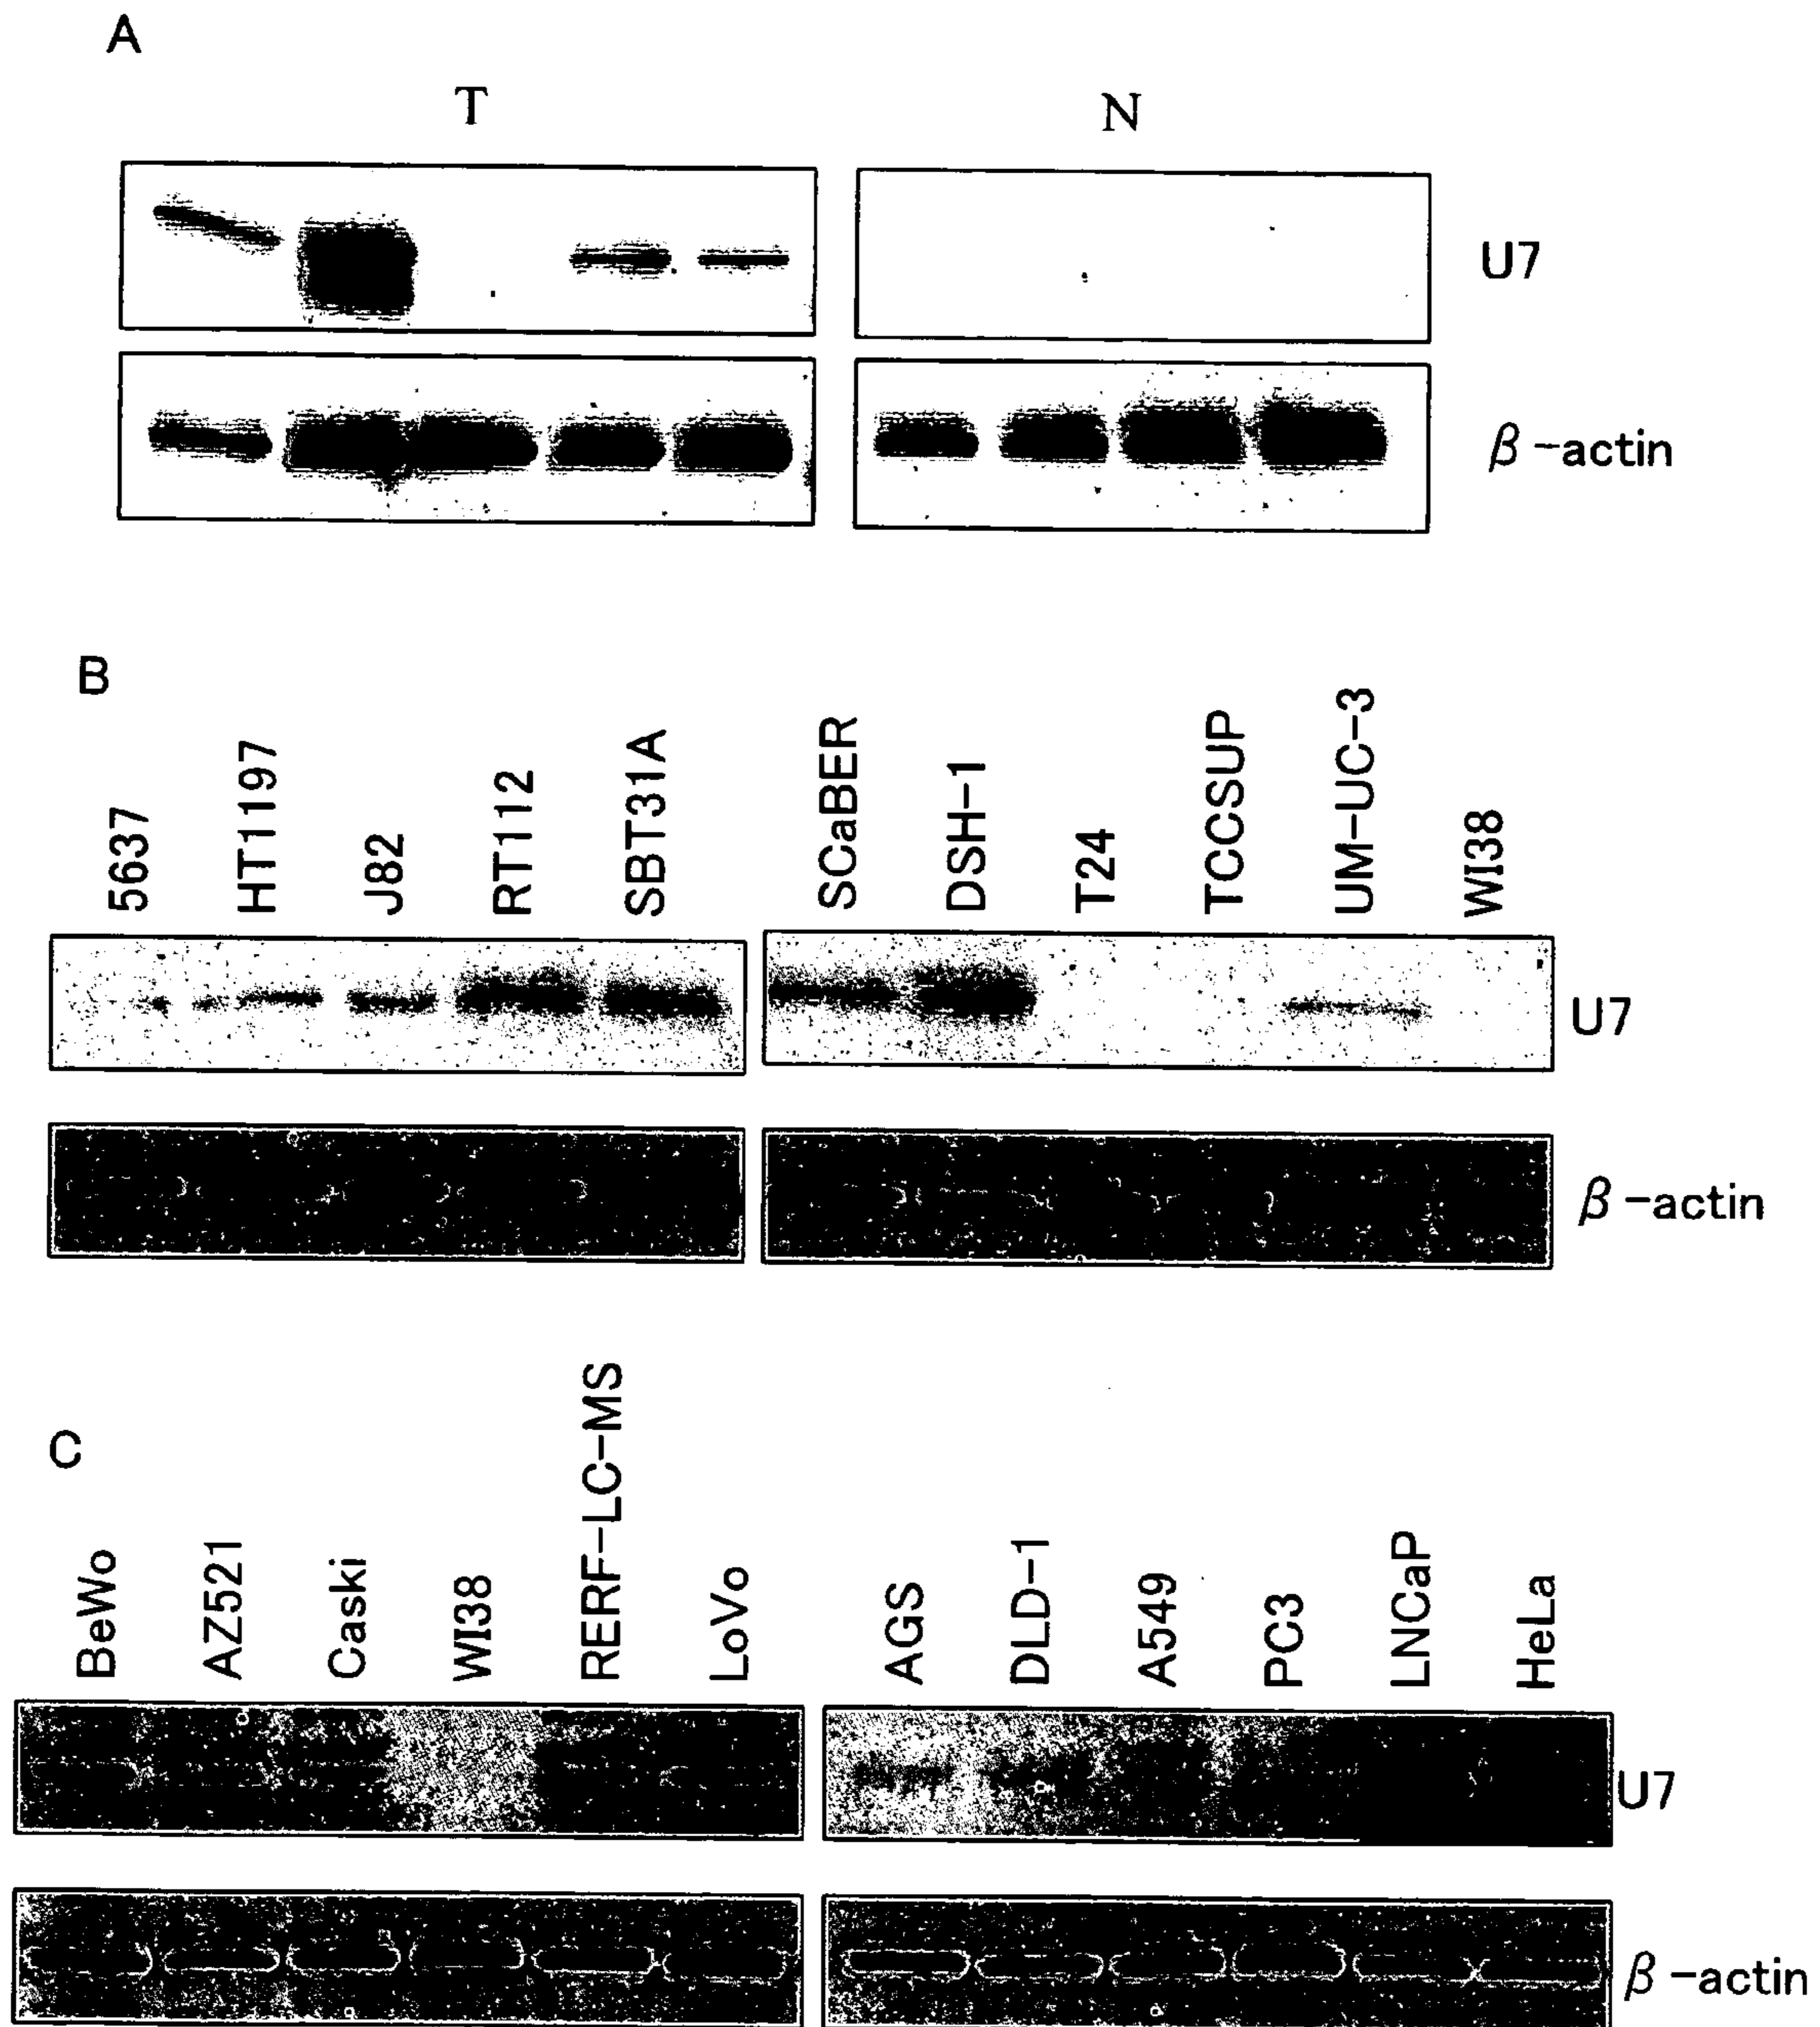 A
T N
U7
β-actin
B
5637 HT1197 J82 RT112 SBT31A SCaBER DSH-1 T24 TCCSUP UM-UC-3 WI38
U7
β-actin
C
BeWo AZ521 Caski WI38 RERF-LC-MS LoVo AGS DLD-1 A549 PC3 LNCaP HeLa
U7
β-actin